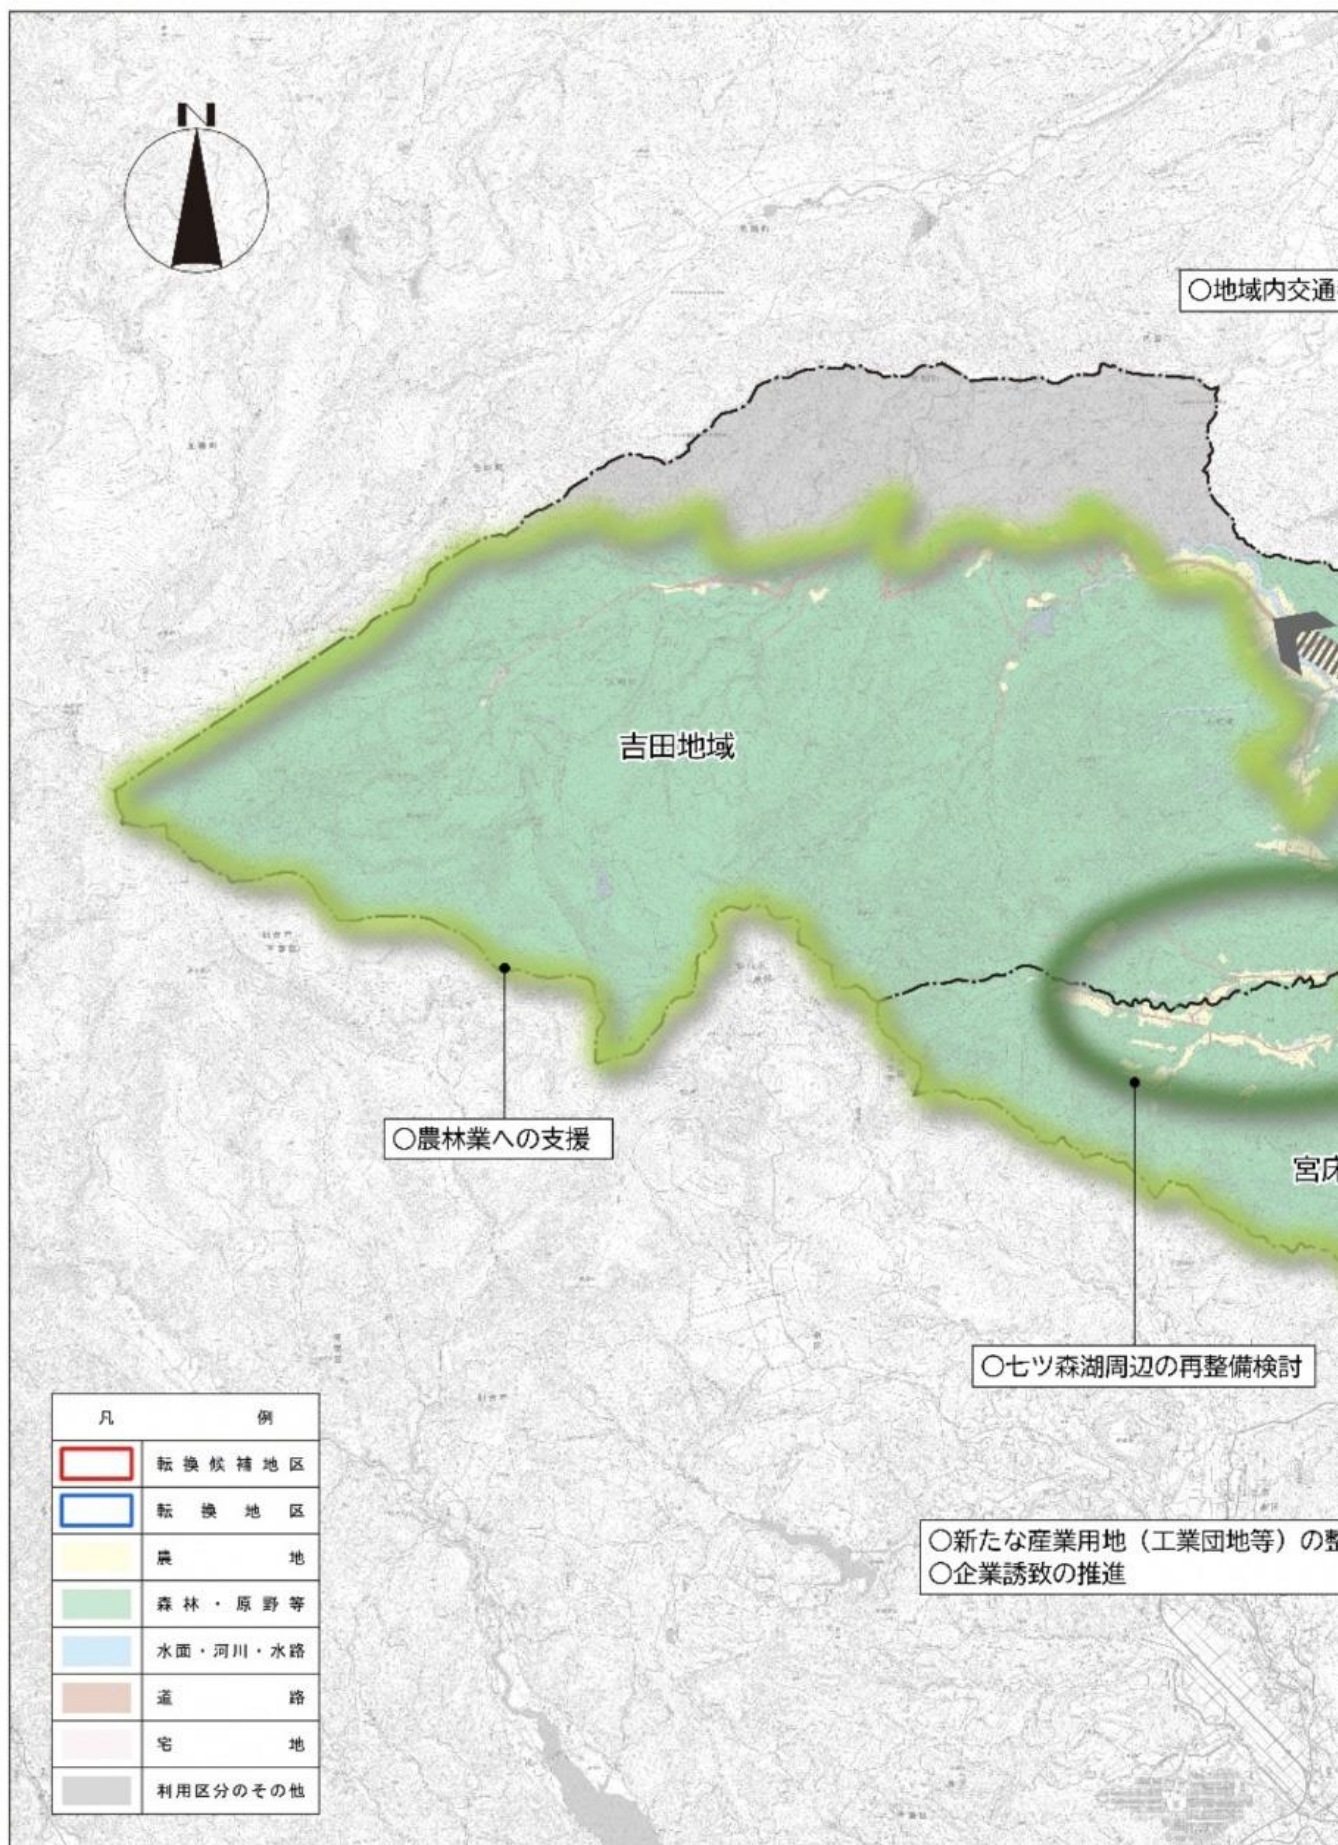 N
○地域内交通
吉田地域
○農林業への支援
宮床
○七ツ森湖周辺の再整備検討
○新たな産業用地（工業団地等）の整
○企業誘致の推進
凡例
転換候補地区
転換地区
農地
森林・原野等
水面・河川・水路
道路
宅地
利用区分のその他